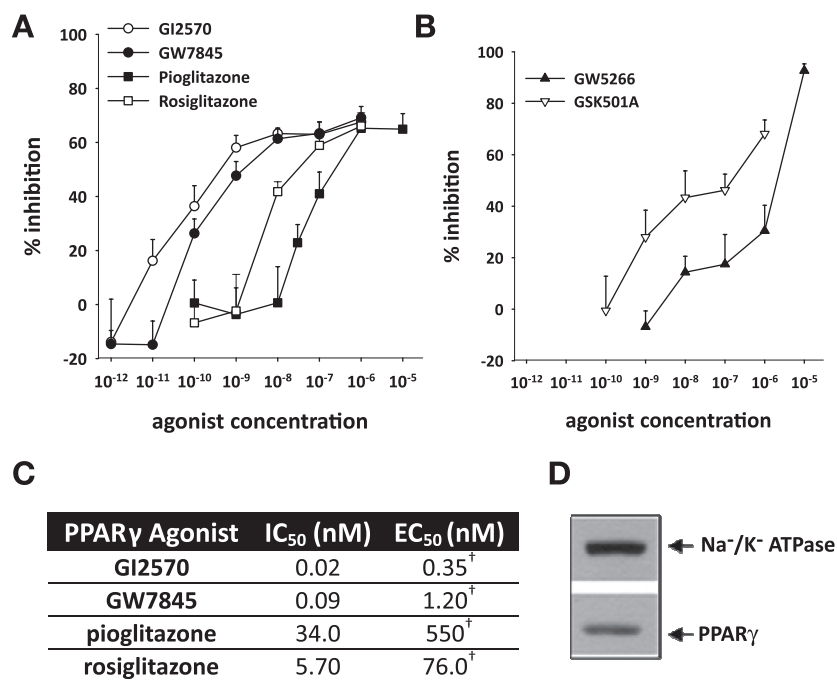 A
GI2570
GW7845
Pioglitazone
Rosiglitazone
100
80
60
40
20
0
-20
% inhibition
10⁻¹² 10⁻¹¹ 10⁻¹⁰ 10⁻⁹ 10⁻⁸ 10⁻⁷ 10⁻⁶ 10⁻⁵
agonist concentration
B
GW5266
GSK501A
100
80
60
40
20
0
-20
% inhibition
10⁻¹² 10⁻¹¹ 10⁻¹⁰ 10⁻⁹ 10⁻⁸ 10⁻⁷ 10⁻⁶ 10⁻⁵
agonist concentration
C
PPARγ Agonist IC₅₀ (nM) EC₅₀ (nM)
GI2570 0.02 0.35†
GW7845 0.09 1.20†
pioglitazone 34.0 550†
rosiglitazone 5.70 76.0†
D
Na⁻/K⁻ ATPase
PPARγ